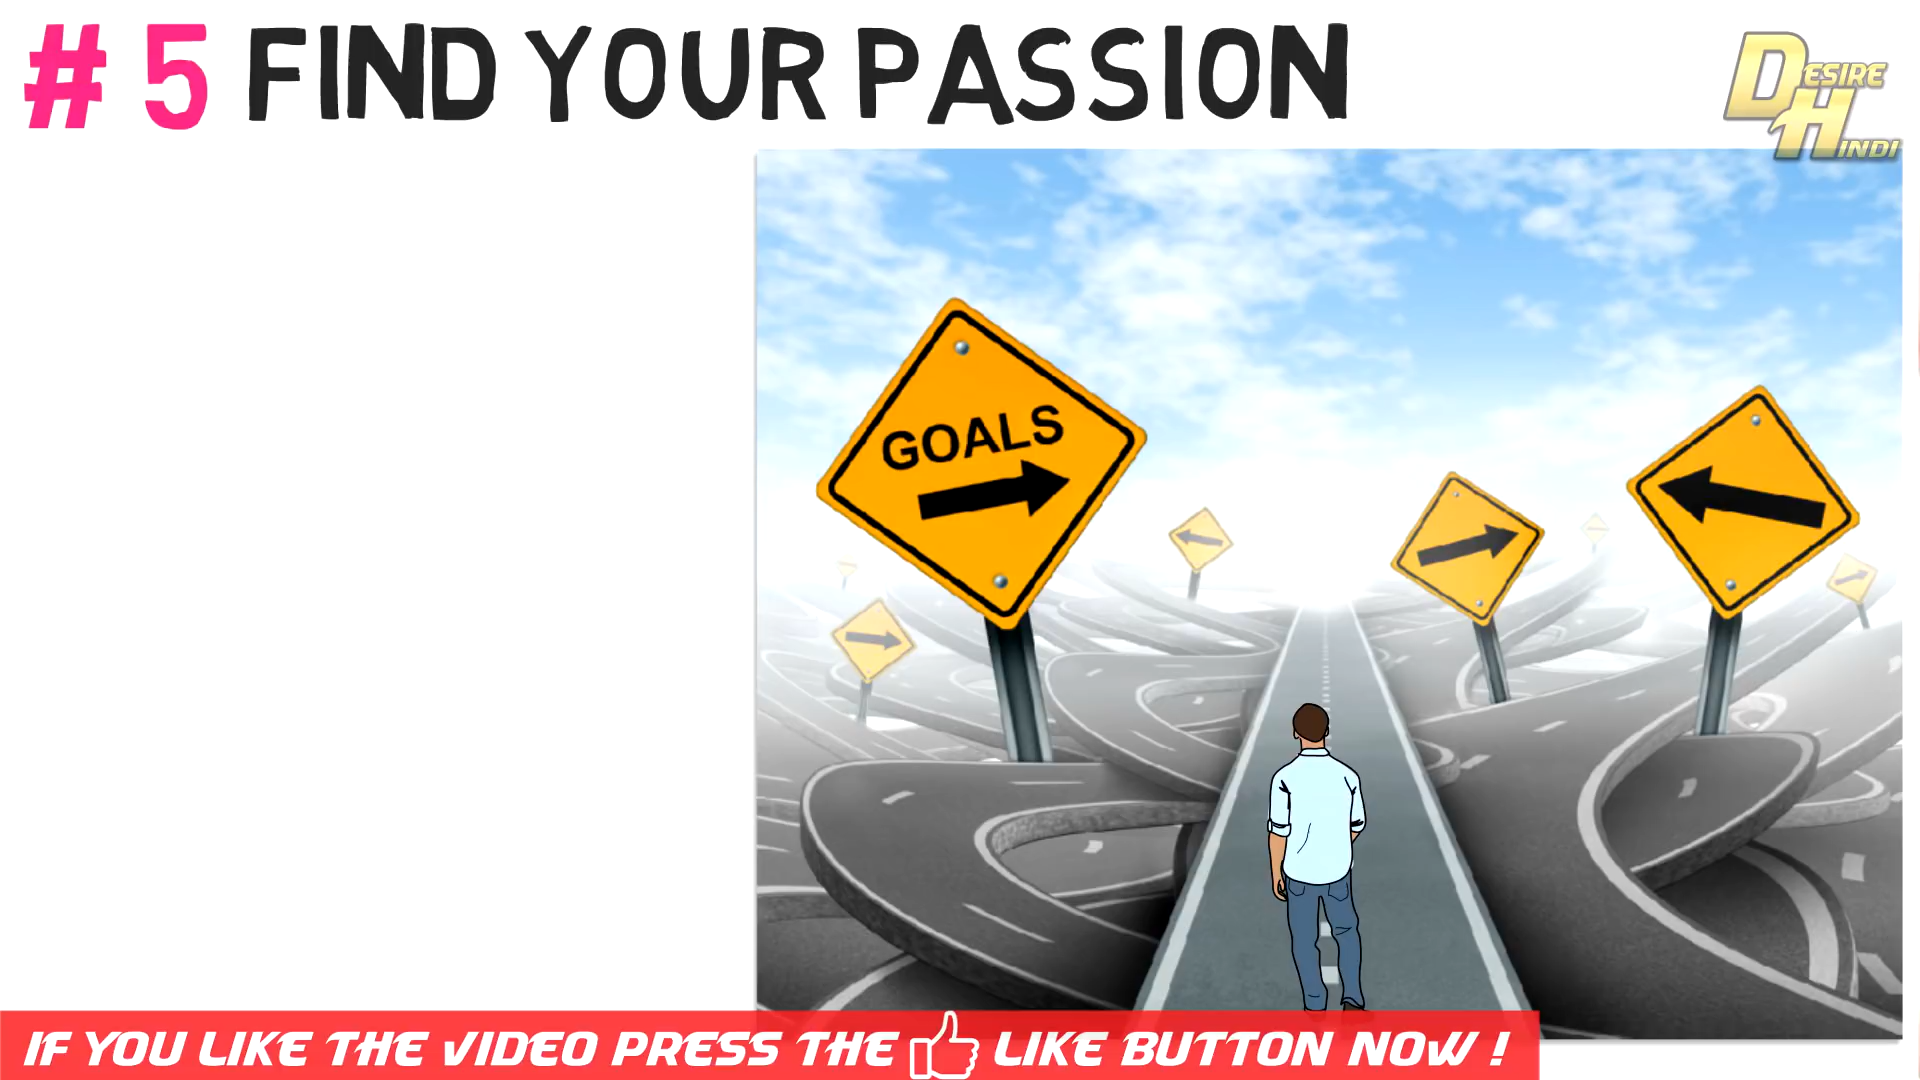 # 5 FIND YOUR PASSION
DESIRE
HINDI
GOALS
IF YOU LIKE THE VIDEO PRESS THE LIKE BUTTON NOW !